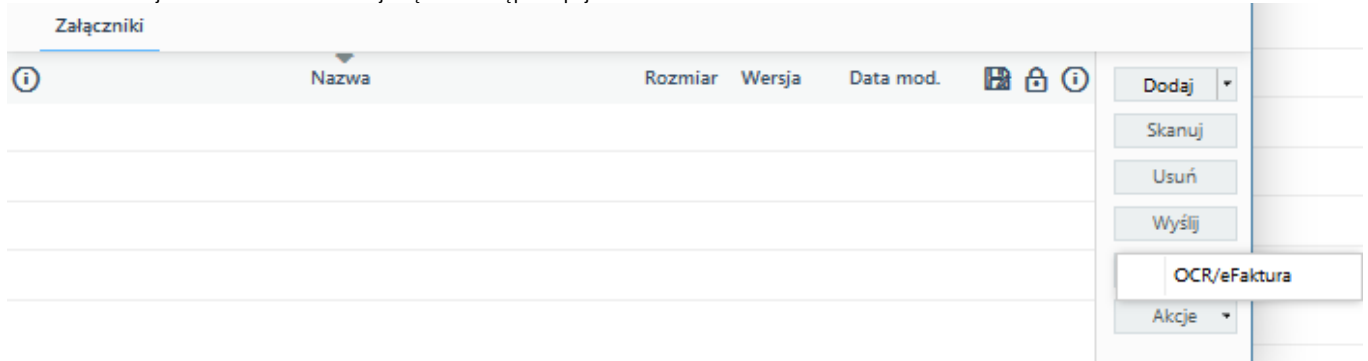 Załączniki
Nazwa Rozmiar Wersja Data mod.
Dodaj
Skanuj
Usuń
Wyślij
OCR/eFaktura
Akcje